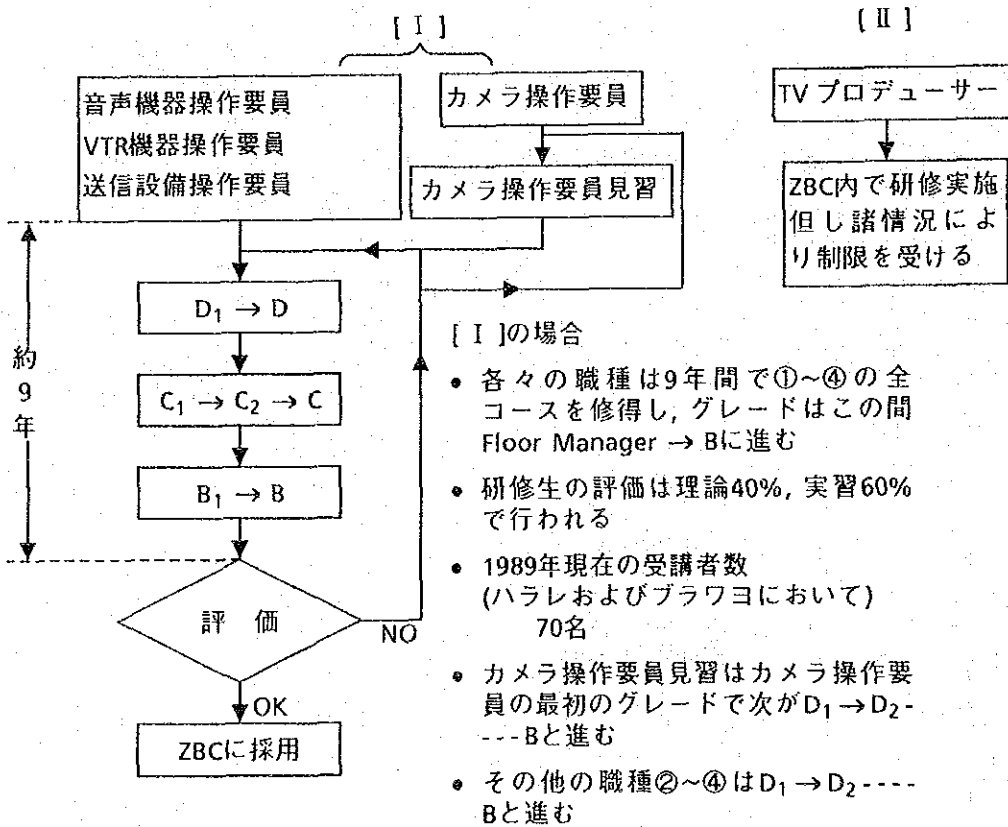 [ Ⅰ ]
音声機器操作要員
VTR機器操作要員
送信設備操作要員
カメラ操作要員
カメラ操作要員見習
約9年
D₁ → D
C₁ → C₂ → C
B₁ → B
評 価
NO
OK
ZBCに採用
[ Ⅱ ]
TV プロデューサー
ZBC内で研修実施
但し諸情況によ
り制限を受ける
[ Ⅰ ]の場合
• 各々の職種は9年間で①~④の全
コースを修得し, グレードはこの間
Floor Manager → Bに進む
• 研修生の評価は理論40%, 実習60%
で行われる
• 1989年現在の受講者数
(ハラレおよびブラワヨにおいて)
70名
• カメラ操作要員見習はカメラ操作要
員の最初のグレードで次がD₁→D₂-
----Bと進む
• その他の職種②~④はD₁→D₂----
Bと進む